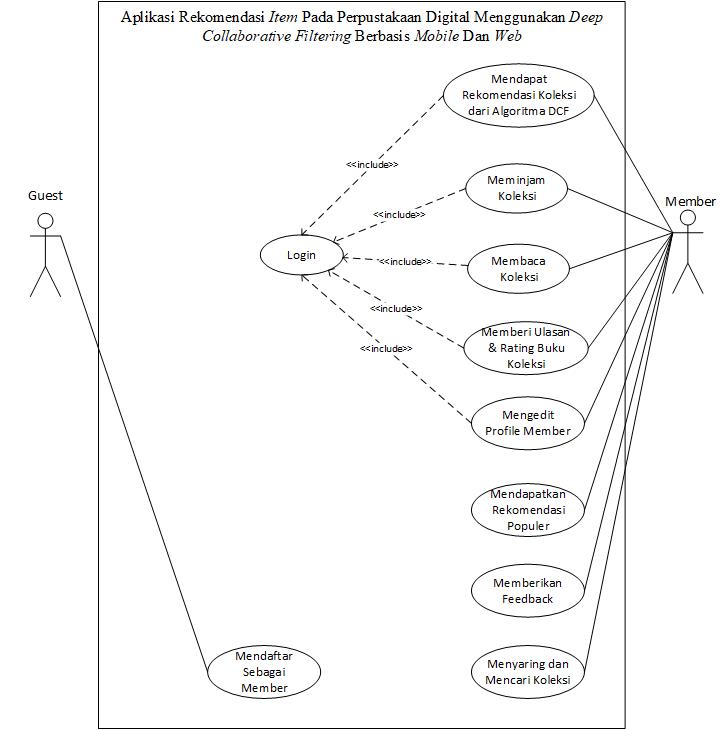 Aplikasi Rekomendasi Item Pada Perpustakaan Digital Menggunakan Deep
Collaborative Filtering Berbasis Mobile Dan Web
Mendapat
Rekomendasi Koleksi
dari Algoritma DCF
<<include>>
Guest
Meminjam
Koleksi
Member
<<include>>
Login
Membaca
Koleksi
<<include>>
<<include>>
Memberi Ulasan
& Rating Buku
Koleksi
<<include>>
Mengedit
Profile Member
Mendapatkan
Rekomendasi
Populer
Memberikan
Feedback
Mendaftar
Sebagai
Member
Menyaring dan
Mencari Koleksi